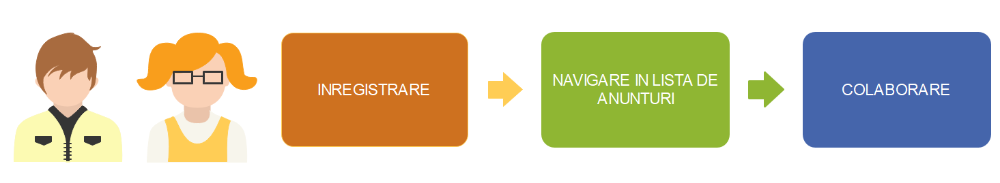 INREGISTRARE
NAVIGARE IN LISTA DE
ANUNTURI
COLABORARE